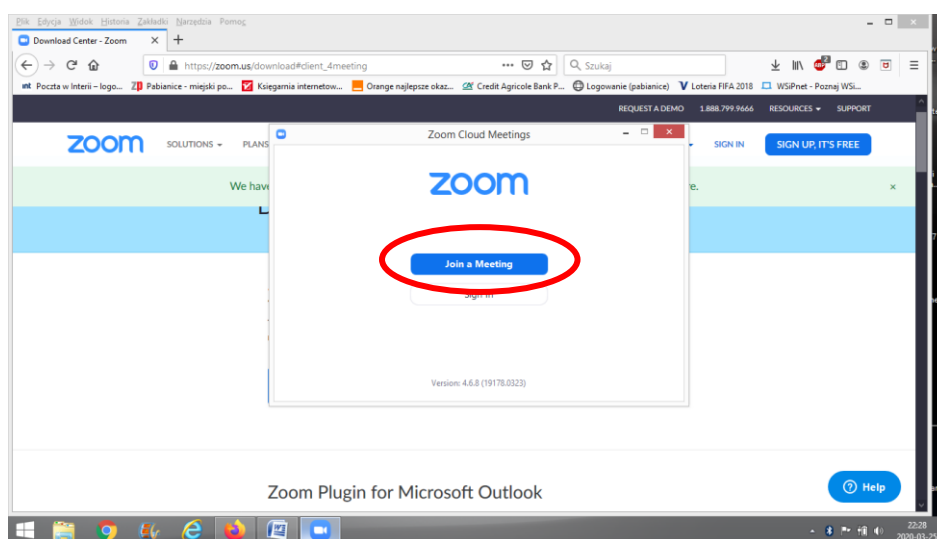 Plik Edycja Widok Historia Zakładki Narzędzia Pomoc
Download Center - Zoom
https://zoom.us/download#client_4meeting
Szukaj
Poczta w Interii – logo... Pabianice - miejski po... Księgarnia internetow... Orange najlepsze okaz... Credit Agricole Bank P... Logowanie (pabianice) Loteria FIFA 2018 WSiPnet - Poznaj WSi...
REQUEST A DEMO 1.888.799.9666 RESOURCES SUPPORT
zoom SOLUTIONS PLANS SIGN IN SIGN UP, IT'S FREE
We have
Zoom Cloud Meetings
zoom
Join a Meeting
Sign In
Version: 4.6.8 (19178.0323)
Zoom Plugin for Microsoft Outlook
Help
22:28
2020-03-25